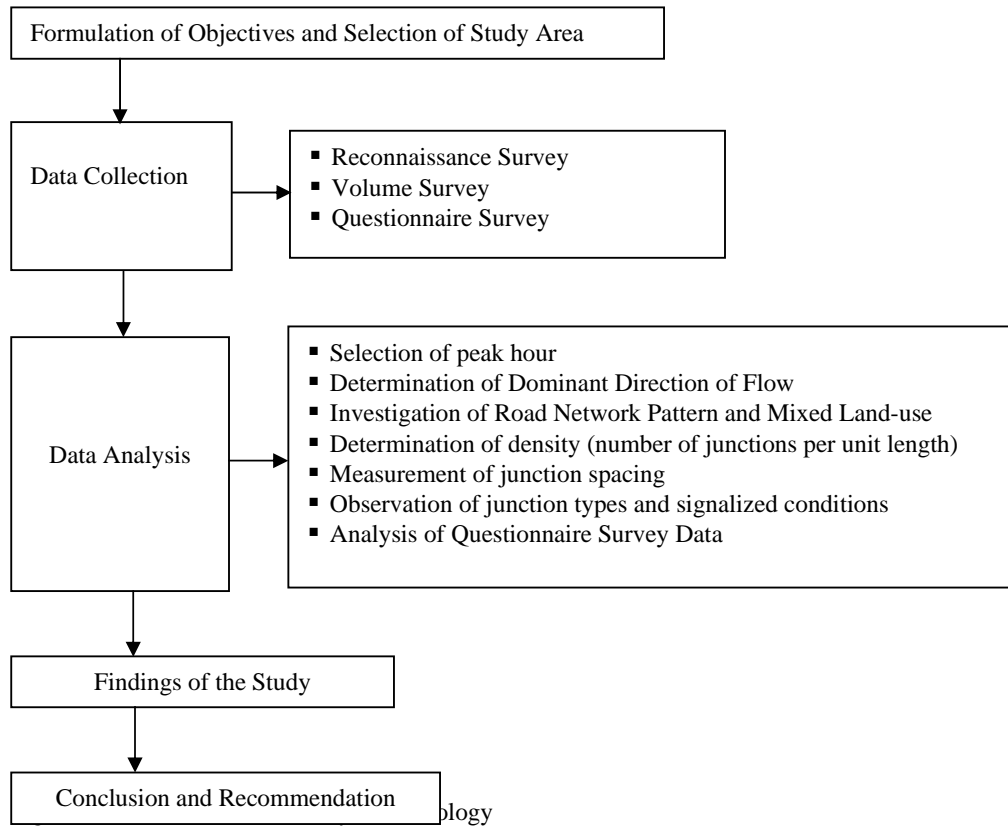 Formulation of Objectives and Selection of Study Area
Data Collection
▪ Reconnaissance Survey
▪ Volume Survey
▪ Questionnaire Survey
Data Analysis
▪ Selection of peak hour
▪ Determination of Dominant Direction of Flow
▪ Investigation of Road Network Pattern and Mixed Land-use
▪ Determination of density (number of junctions per unit length)
▪ Measurement of junction spacing
▪ Observation of junction types and signalized conditions
▪ Analysis of Questionnaire Survey Data
Findings of the Study
Conclusion and Recommendation
ology